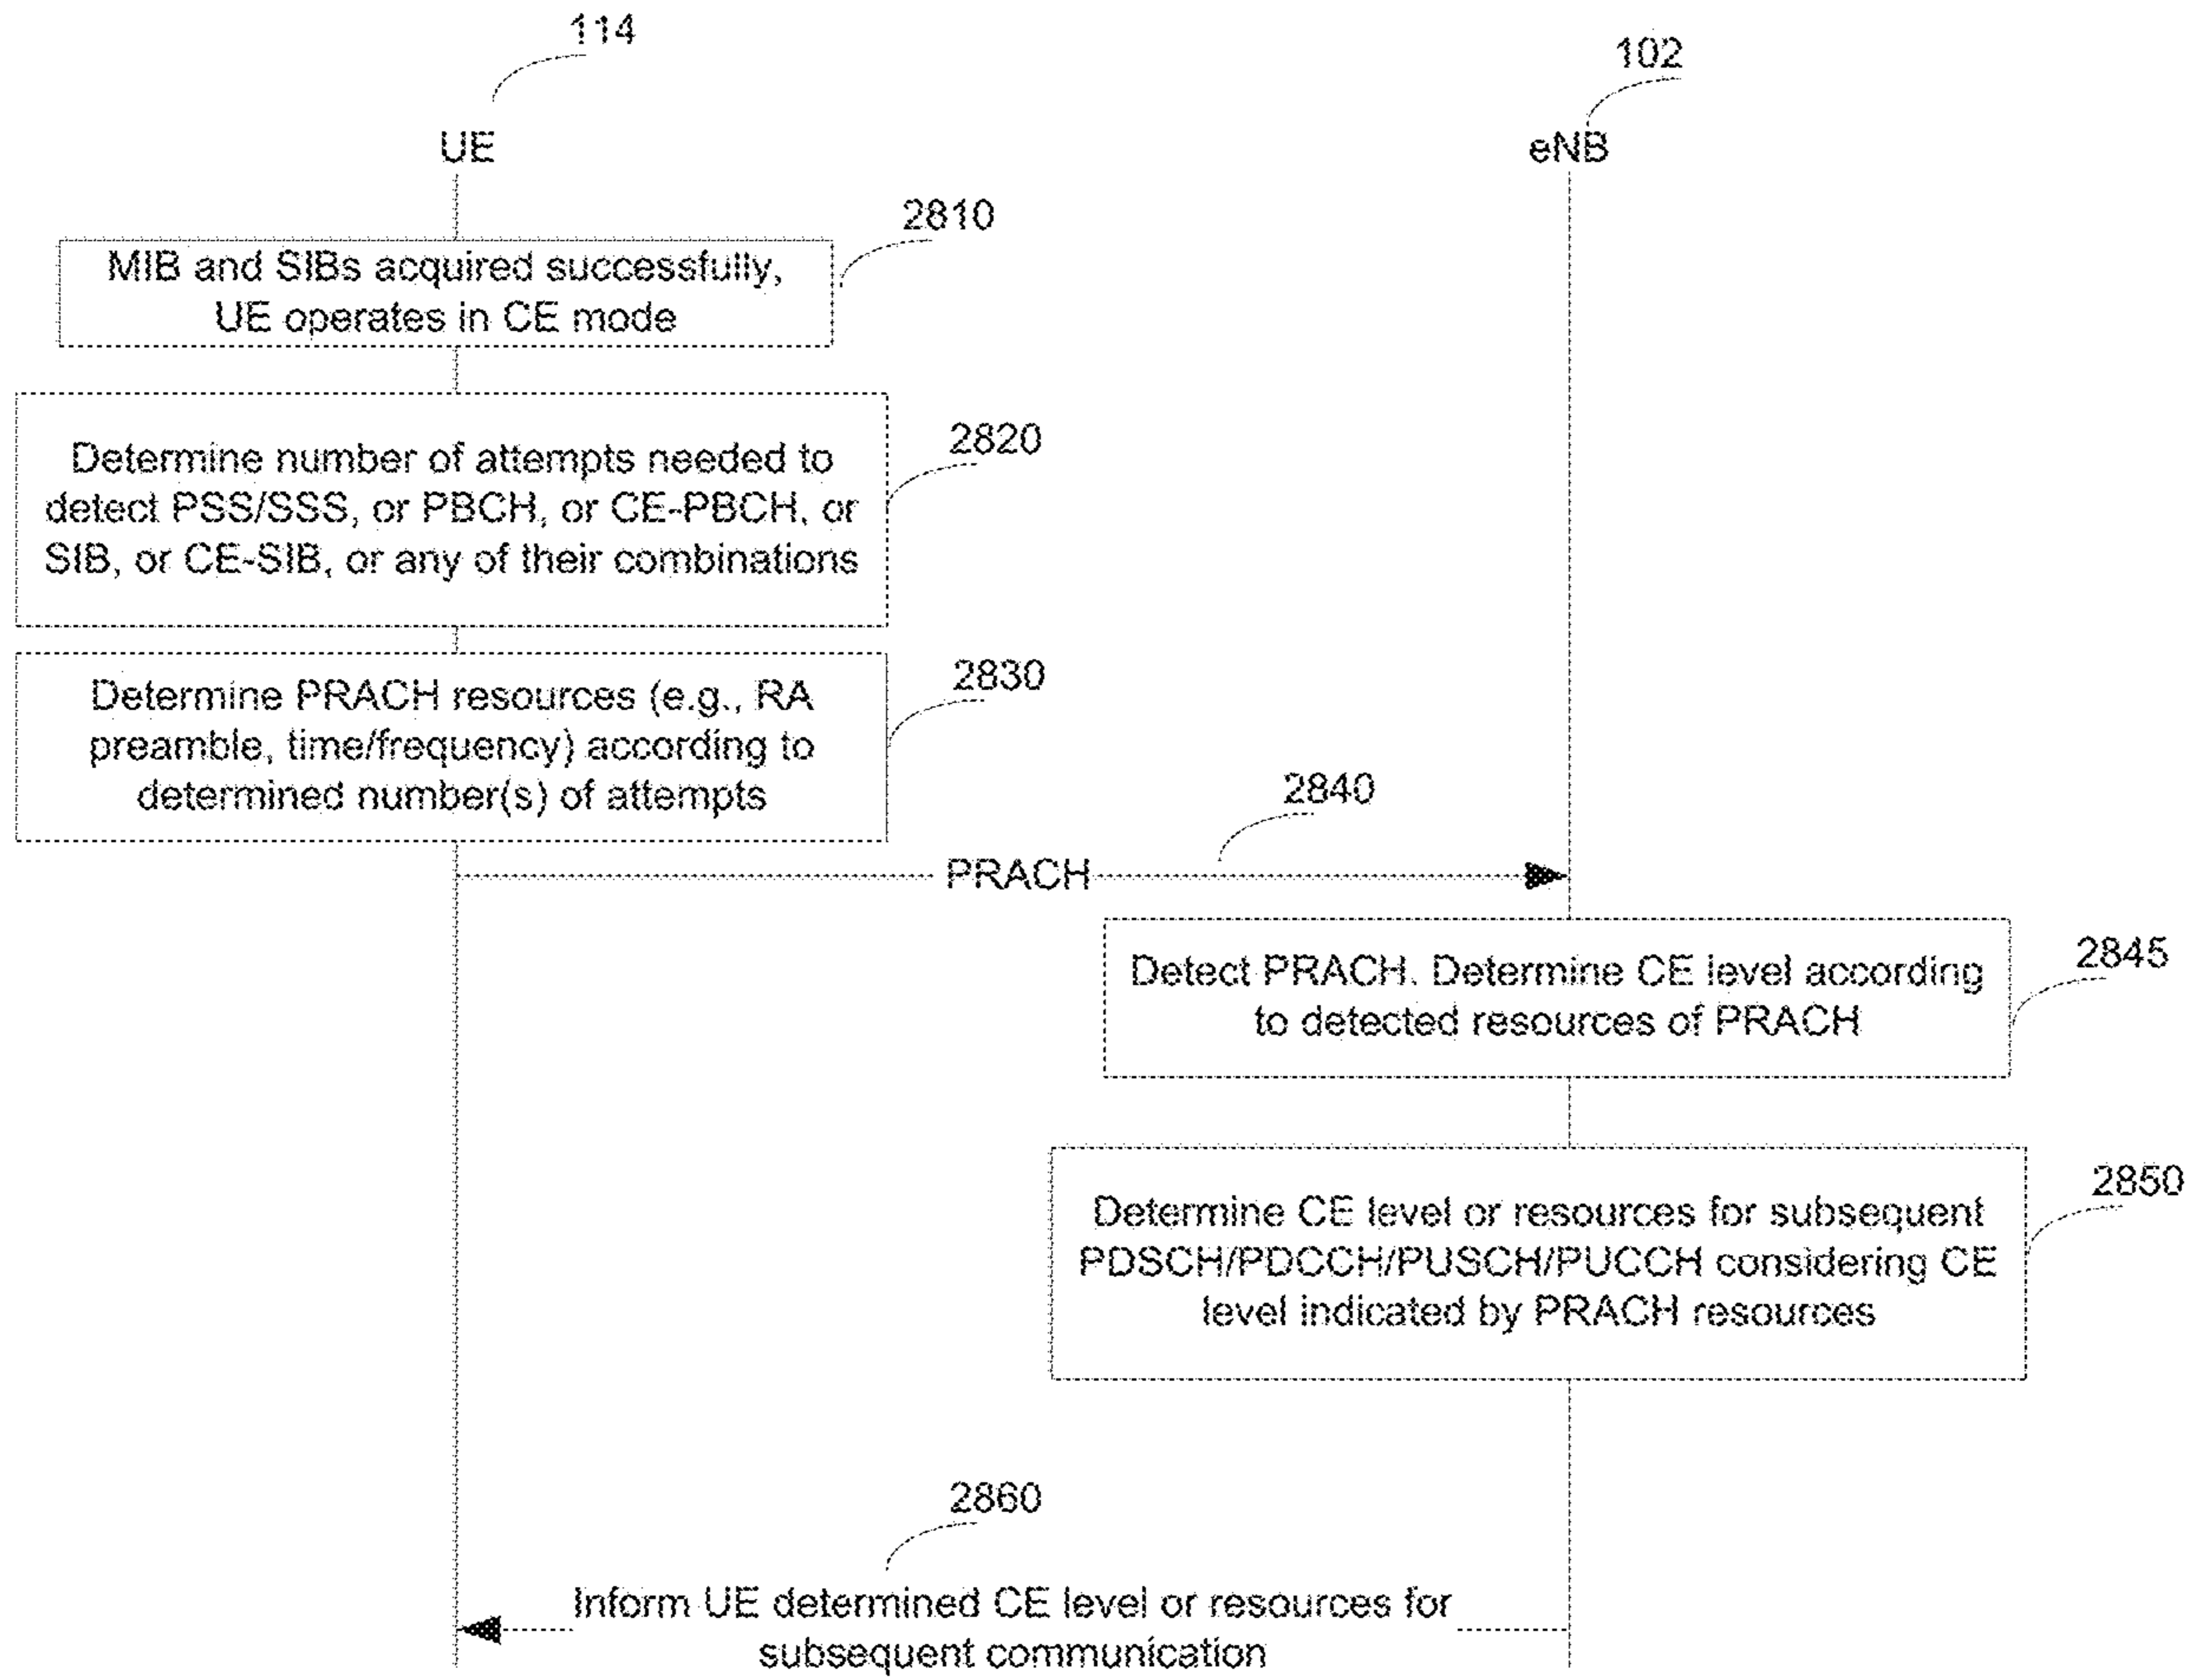 114
102
UE
eNB
2810
MIB and SIBs acquired successfully,
UE operates in CE mode
2820
Determine number of attempts needed to
detect PSS/SSS, or PBCH, or CE-PBCH, or
SIB, or CE-SIB, or any of their combinations
2830
Determine PRACH resources (e.g., RA
preamble, time/frequency) according to
determined number(s) of attempts
2840
PRACH
2845
Detect PRACH. Determine CE level according
to detected resources of PRACH
2850
Determine CE level or resources for subsequent
PDSCH/PDCCH/PUSCH/PUCCH considering CE
level indicated by PRACH resources
2860
Inform UE determined CE level or resources for
subsequent communication